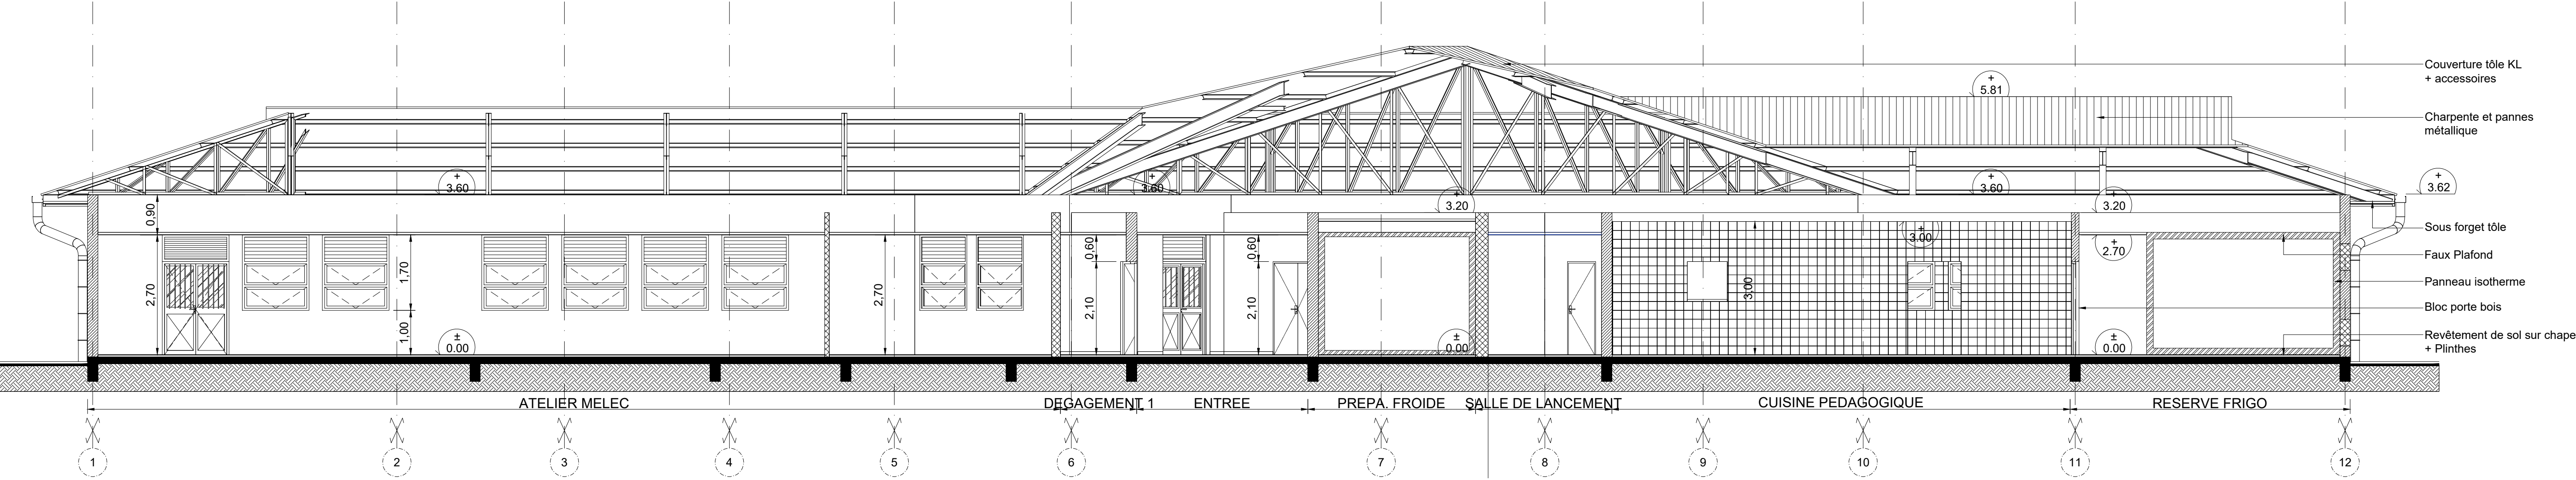 Couverture tôle KL
+ accessoires
+
5.81
Charpente et pannes
métallique
+
3.60
+
3.60
+
3.60
+
3.62
+
3.20
+
3.20
0,90
Sous forget tôle
+
3.00
+
2.70
Faux Plafond
0,60
0,60
1,70
2,70
2,70
2,10
2,10
3,00
1,00
Panneau isotherme
Bloc porte bois
±
0.00
±
0.00
±
0.00
Revêtement de sol sur chape
+ Plinthes
ATELIER MELEC
DEGAGEMENT 1
ENTREE
PREPA. FROIDE
SALLE DE LANCEMENT
CUISINE PEDAGOGIQUE
RESERVE FRIGO
1
2
3
4
5
6
7
8
9
10
11
12